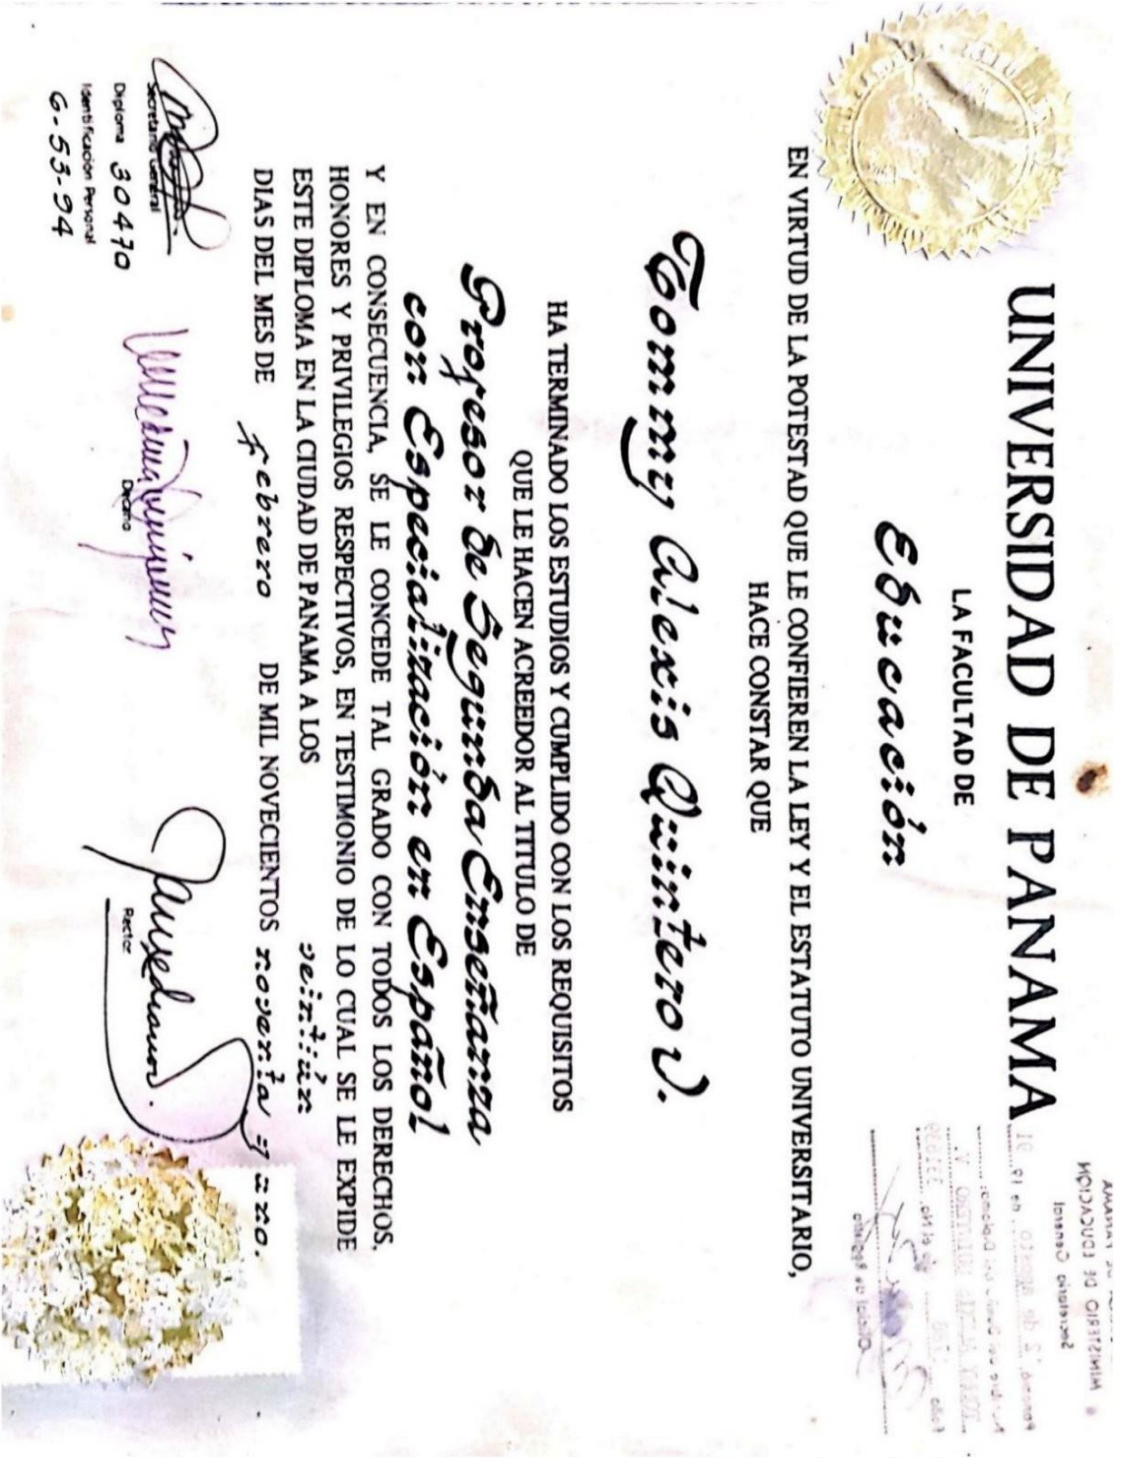 UNIVERSIDAD DE PANAMA
LA FACULTAD DE
Educación
EN VIRTUD DE LA POTESTAD QUE LE CONFIEREN LA LEY Y EL ESTATUTO UNIVERSITARIO,
HACE CONSTAR QUE
Tommy Alexis Quintero V.
HA TERMINADO LOS ESTUDIOS Y CUMPLIDO CON LOS REQUISITOS
QUE LE HACEN ACREEDOR AL TITULO DE
Profesor de Segunda Enseñanza
con Especialización en Español
Y EN CONSECUENCIA, SE LE CONCEDE TAL GRADO CON TODOS LOS DERECHOS,
HONORES Y PRIVILEGIOS RESPECTIVOS, EN TESTIMONIO DE LO CUAL SE LE EXPIDE
ESTE DIPLOMA EN LA CIUDAD DE PANAMA A LOS veintiún
DIAS DEL MES DE febrero DE MIL NOVECIENTOS noventa y uno.
Secretario General
Decano
Rector
Diploma 30470
Identificación Personal
6-53-94
DE PANAMA
MINISTERIO DE EDUCACION
Secretaría General